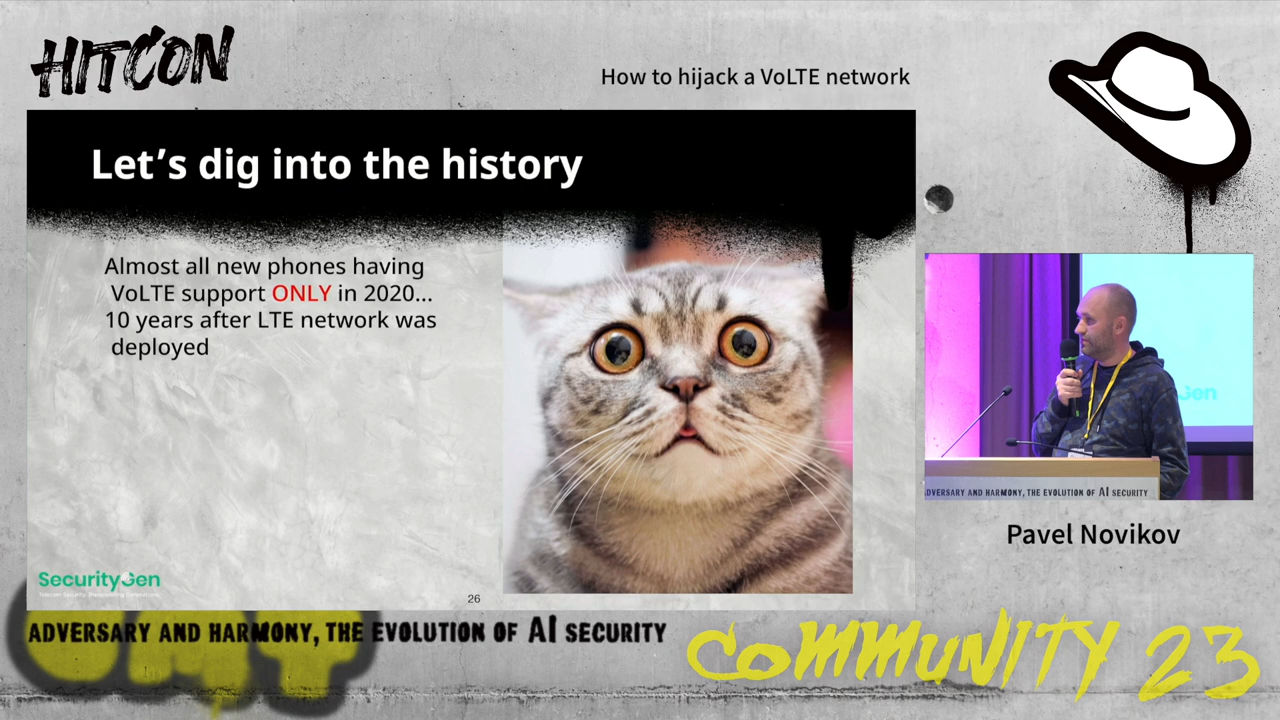 HITCON
How to hijack a VoLTE network
Let's dig into the history
Almost all new phones having
VoLTE support ONLY in 2020...
10 years after LTE network was
deployed
SecurityGen
26
Gen
ADVERSARY AND HARMONY, THE EVOLUTION OF AI SECURITY
Pavel Novikov
ADVERSARY AND HARMONY, THE EVOLUTION OF AI SECURITY
COMMUNITY 23